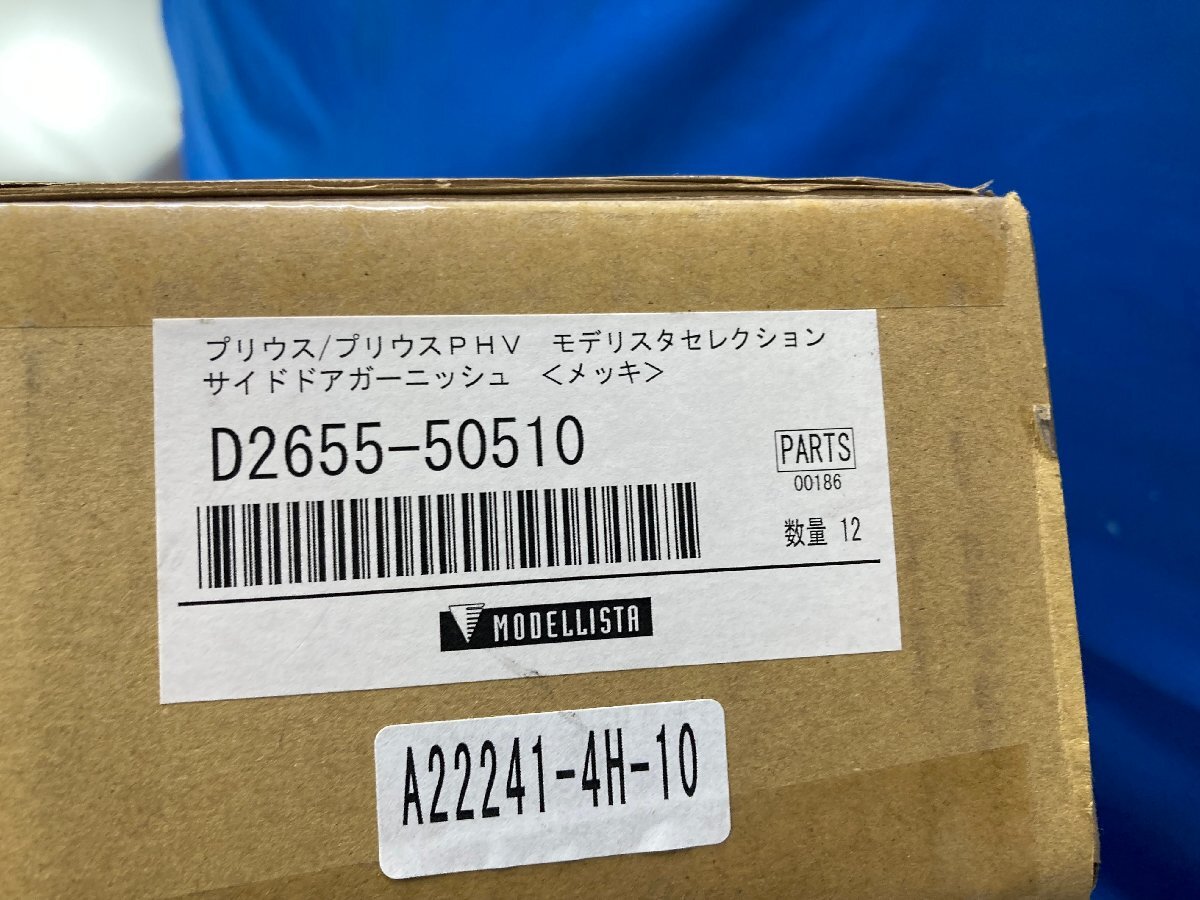 プリウス/プリウスＰＨＶ　モデリスタセレクション
サイドドアガーニッシュ　＜メッキ＞
D2655-50510
PARTS
00186
数量 12
MODELLISTA
A22241-4H-10